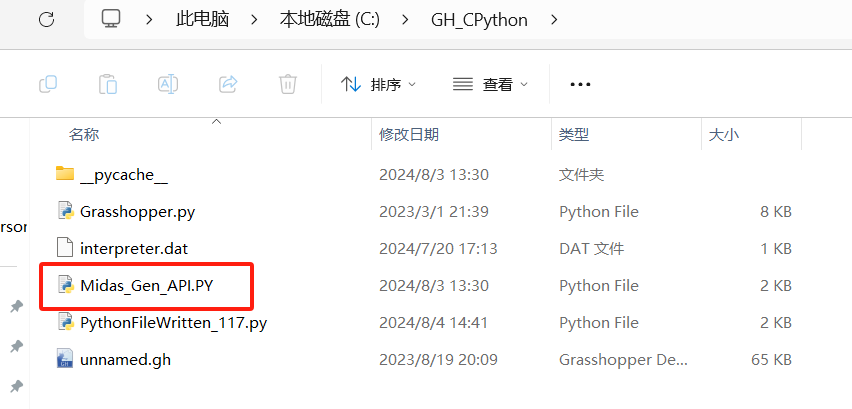 此电脑 > 本地磁盘 (C:) > GH_CPython >
排序 查看 •••
名称 修改日期 类型 大小
__pycache__ 2024/8/3 13:30 文件夹
Grasshopper.py 2023/3/1 21:39 Python File 8 KB
interpreter.dat 2024/7/20 17:13 DAT 文件 1 KB
Midas_Gen_API.PY 2024/8/3 13:30 Python File 2 KB
PythonFileWritten_117.py 2024/8/4 14:41 Python File 2 KB
unnamed.gh 2023/8/19 20:09 Grasshopper De... 65 KB
rson